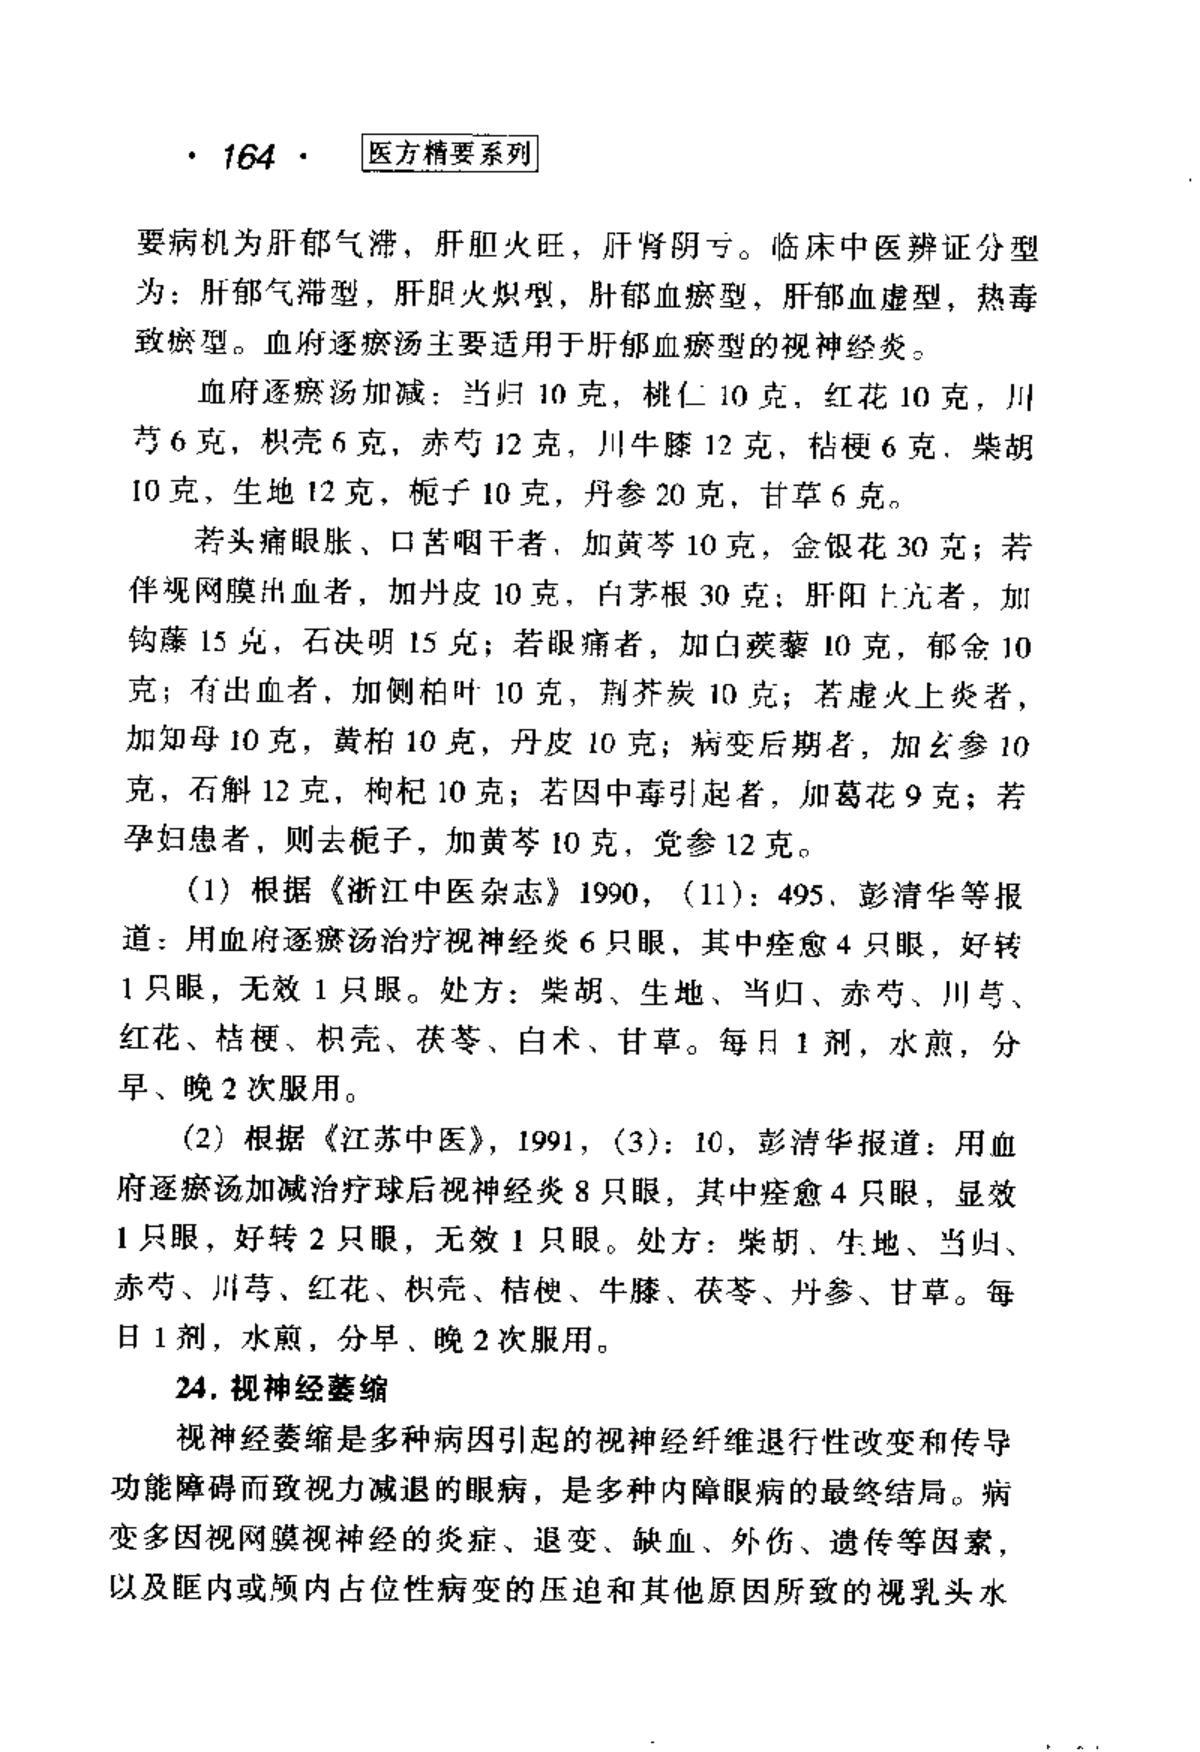 · 164 · 医方精要系列
要病机为肝郁气滞，肝胆火旺，肝肾阴亏。临床中医辨证分型
为：肝郁气滞型，肝胆火炽型，肝郁血瘀型，肝郁血虚型，热毒
致瘀型。血府逐瘀汤主要适用于肝郁血瘀型的视神经炎。
血府逐瘀汤加减：当归 10 克，桃仁 10 克，红花 10 克，川
芎 6 克，枳壳 6 克，赤芍 12 克，川牛膝 12 克，桔梗 6 克，柴胡
10 克，生地 12 克，栀子 10 克，丹参 20 克，甘草 6 克。
若头痛眼胀、口苦咽干者，加黄芩 10 克，金银花 30 克；若
伴视网膜出血者，加丹皮 10 克，白茅根 30 克；肝阳上亢者，加
钩藤 15 克，石决明 15 克；若眼痛者，加白蒺藜 10 克，郁金 10
克；有出血者，加侧柏叶 10 克，荆芥炭 10 克；若虚火上炎者，
加知母 10 克，黄柏 10 克，丹皮 10 克；病变后期者，加玄参 10
克，石斛 12 克，枸杞 10 克；若因中毒引起者，加葛花 9 克；若
孕妇患者，则去栀子，加黄芩 10 克，党参 12 克。
(1) 根据《浙江中医杂志》1990，(11)：495，彭清华等报
道：用血府逐瘀汤治疗视神经炎 6 只眼，其中痊愈 4 只眼，好转
1 只眼，无效 1 只眼。处方：柴胡、生地、当归、赤芍、川芎、
红花、桔梗、枳壳、茯苓、白术、甘草。每日 1 剂，水煎，分
早、晚 2 次服用。
(2) 根据《江苏中医》，1991，(3)：10，彭清华报道：用血
府逐瘀汤加减治疗球后视神经炎 8 只眼，其中痊愈 4 只眼，显效
1 只眼，好转 2 只眼，无效 1 只眼。处方：柴胡、生地、当归、
赤芍、川芎、红花、枳壳、桔梗、牛膝、茯苓、丹参、甘草。每
日 1 剂，水煎，分早、晚 2 次服用。
24. 视神经萎缩
视神经萎缩是多种病因引起的视神经纤维退行性改变和传导
功能障碍而致视力减退的眼病，是多种内障眼病的最终结局。病
变多因视网膜视神经的炎症、退变、缺血、外伤、遗传等因素，
以及眶内或颅内占位性病变的压迫和其他原因所致的视乳头水